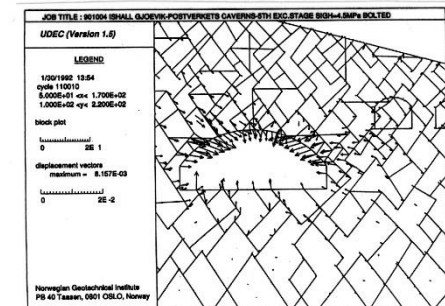 JOB TITLE : 901004 ISHALL GJOEVIK-POSTVERKETS CAVERNS-5TH EXC.STAGE SIGH=4.5MPa BOLTED
UDEC (Version 1.5)
LEGEND
1/30/1992 13:54
cycle 110010
5.000E+01 <x< 1.700E+02
1.000E+02 <y< 2.200E+02
block plot
0 2E 1
displacement vectors
maximum = 8.157E-03
0 2E -2
Norwegian Geotechnical Institute
PB 40 Taasen, 0801 OSLO, Norway